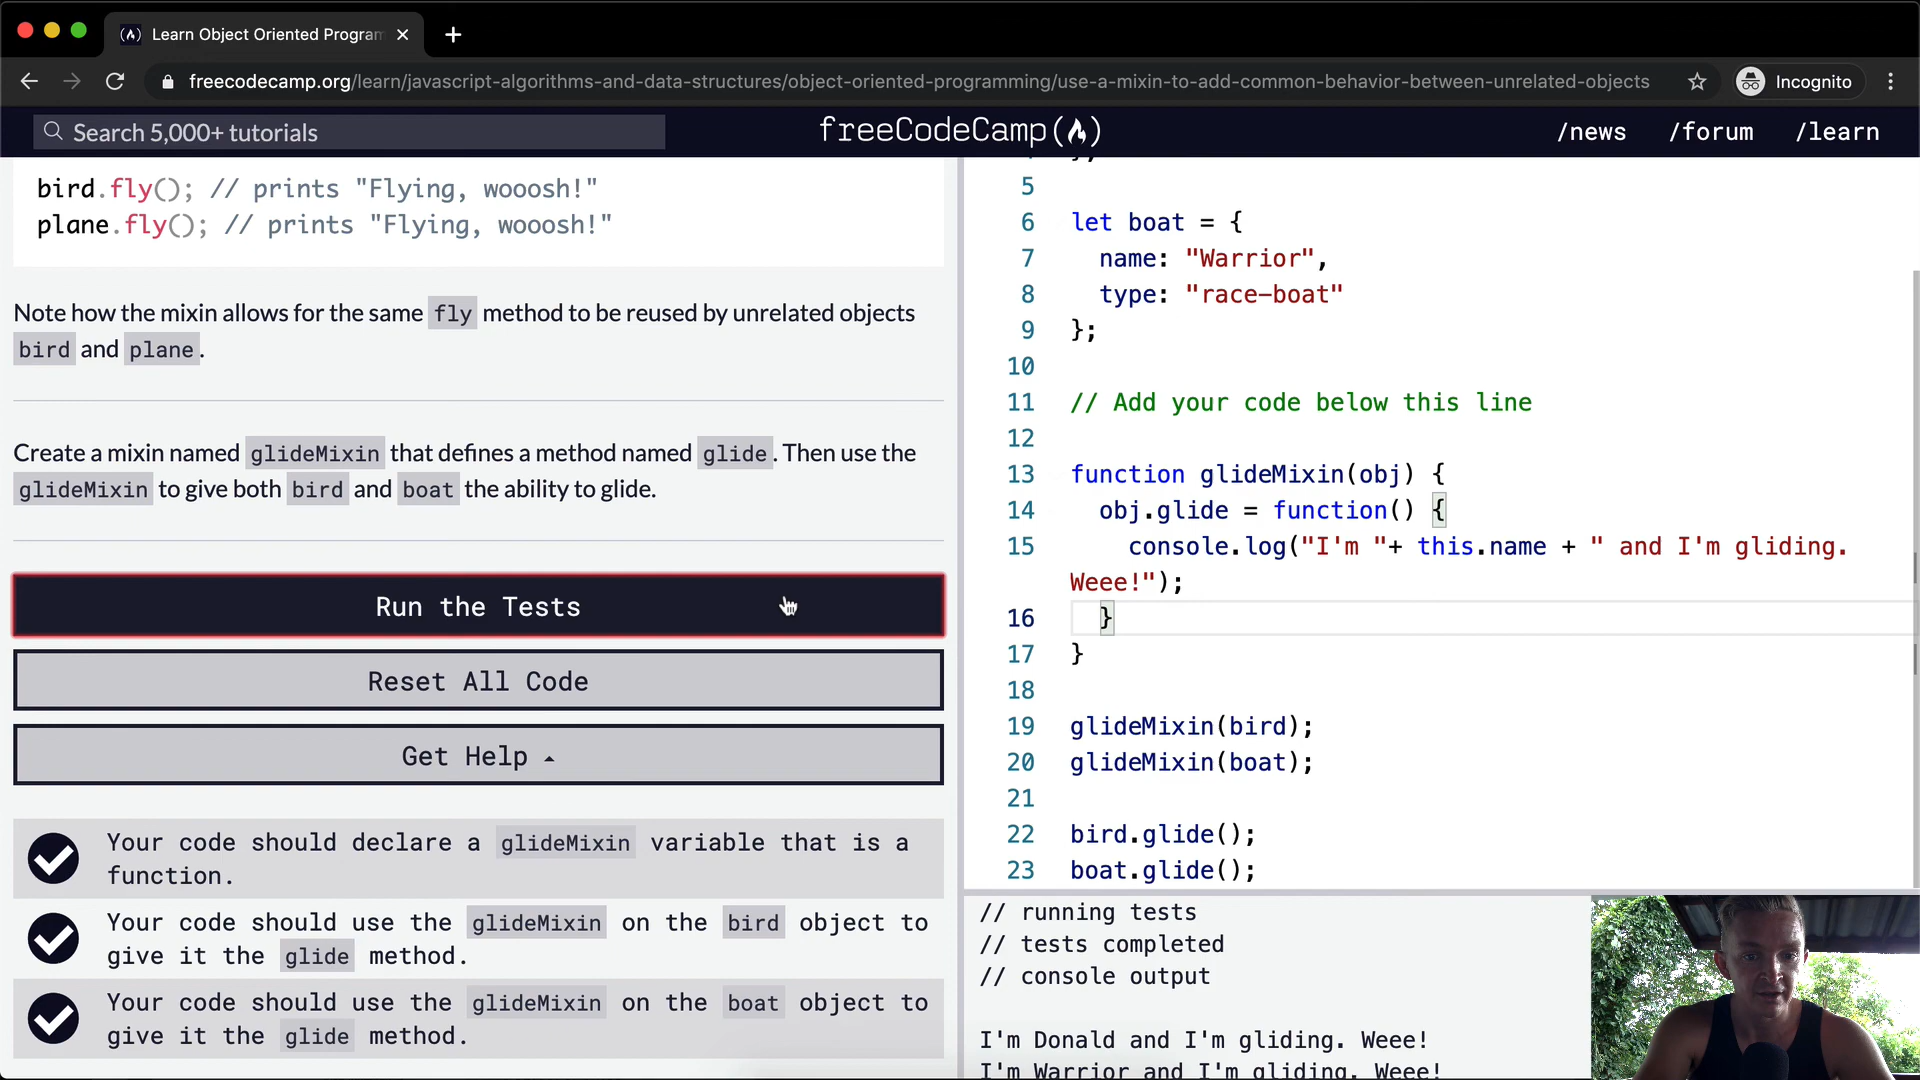 Learn Object Oriented Program
freecodecamp.org/learn/javascript-algorithms-and-data-structures/object-oriented-programming/use-a-mixin-to-add-common-behavior-between-unrelated-objects
Incognito
Search 5,000+ tutorials
freeCodeCamp
/news
/forum
/learn
bird.fly(); // prints "Flying, wooosh!"
plane.fly(); // prints "Flying, wooosh!"
Note how the mixin allows for the same fly method to be reused by unrelated objects
bird and plane.
Create a mixin named glideMixin that defines a method named glide. Then use the
glideMixin to give both bird and boat the ability to glide.
Run the Tests
Reset All Code
Get Help
Your code should declare a glideMixin variable that is a
function.
Your code should use the glideMixin on the bird object to
give it the glide method.
Your code should use the glideMixin on the boat object to
give it the glide method.
5
6 let boat = {
7 name: "Warrior",
8 type: "race-boat"
9 };
10
11 // Add your code below this line
12
13 function glideMixin(obj) {
14 obj.glide = function() {
15 console.log("I'm "+ this.name + " and I'm gliding.
Weee!");
16 }
17 }
18
19 glideMixin(bird);
20 glideMixin(boat);
21
22 bird.glide();
23 boat.glide();
// running tests
// tests completed
// console output
I'm Donald and I'm gliding. Weee!
I'm Warrior and I'm gliding. Weee!